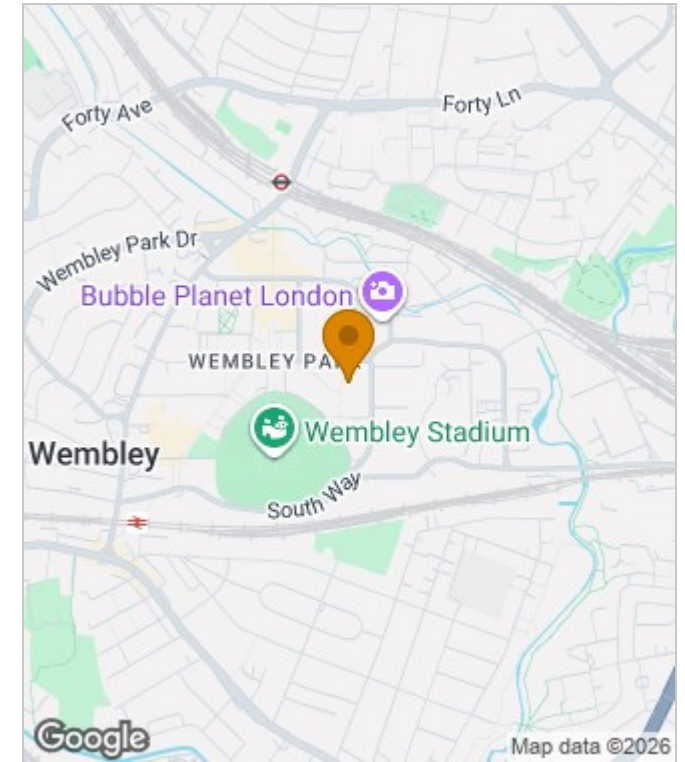 Forty Ave
Forty Ln
Wembley Park Dr
Bubble Planet London
WEMBLEY PA
Wembley Stadium
Wembley
South Way
Google
Map data ©2026